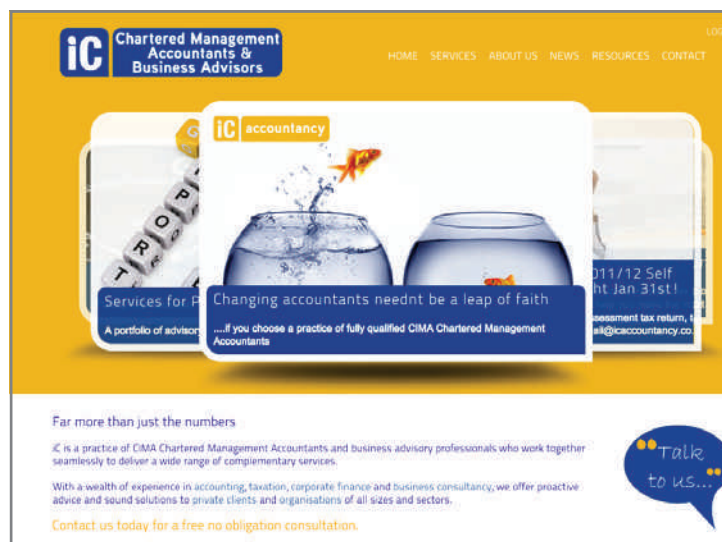 iC Chartered Management
Accountants &
Business Advisors
LOG
HOME SERVICES ABOUT US NEWS RESOURCES CONTACT
iC accountancy
P
O
R
T
Services for P
A portfolio of advisory
Changing accountants neednt be a leap of faith
....if you choose a practice of fully qualified CIMA Chartered Management
Accountants
011/12 Self
ht Jan 31st!
sessment tax return,
ail@icaccountancy.co.
Far more than just the numbers
iC is a practice of CIMA Chartered Management Accountants and business advisory professionals who work together
seamlessly to deliver a wide range of complementary services.
With a wealth of experience in accounting, taxation, corporate finance and business consultancy, we offer proactive
advice and sound solutions to private clients and organisations of all sizes and sectors.
Contact us today for a free no obligation consultation.
Talk
to us...